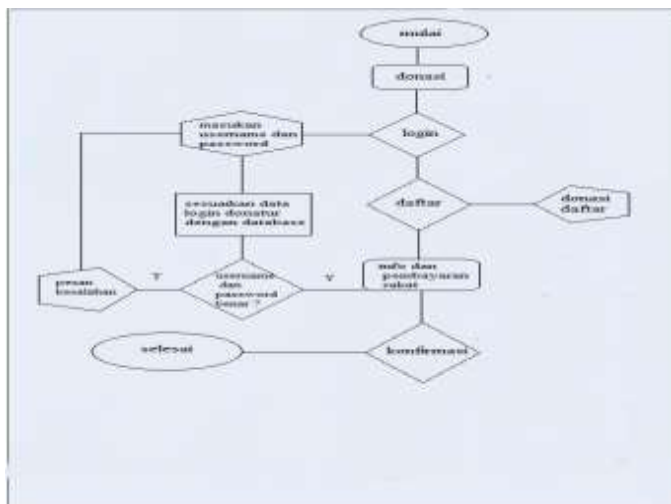 mulai
donasi
masukan
username dan
password
login
sesuaikan data
login donatur
dengan database
daftar
donasi
daftar
pesan
kesalahan
T
username
dan
password
benar ?
Y
info dan
pembayaran
zakat
selesai
konfirmasi